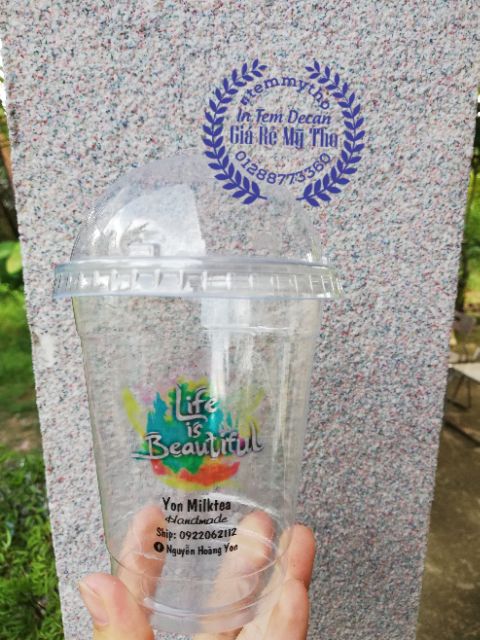 #temmytho
In Tem Decan
Giá Rẻ Mỹ Tho
01288773360
Life
is
Beautiful
Yon Milktea
Handmade
Ship: 0922062112
Nguyễn Hoàng Yon